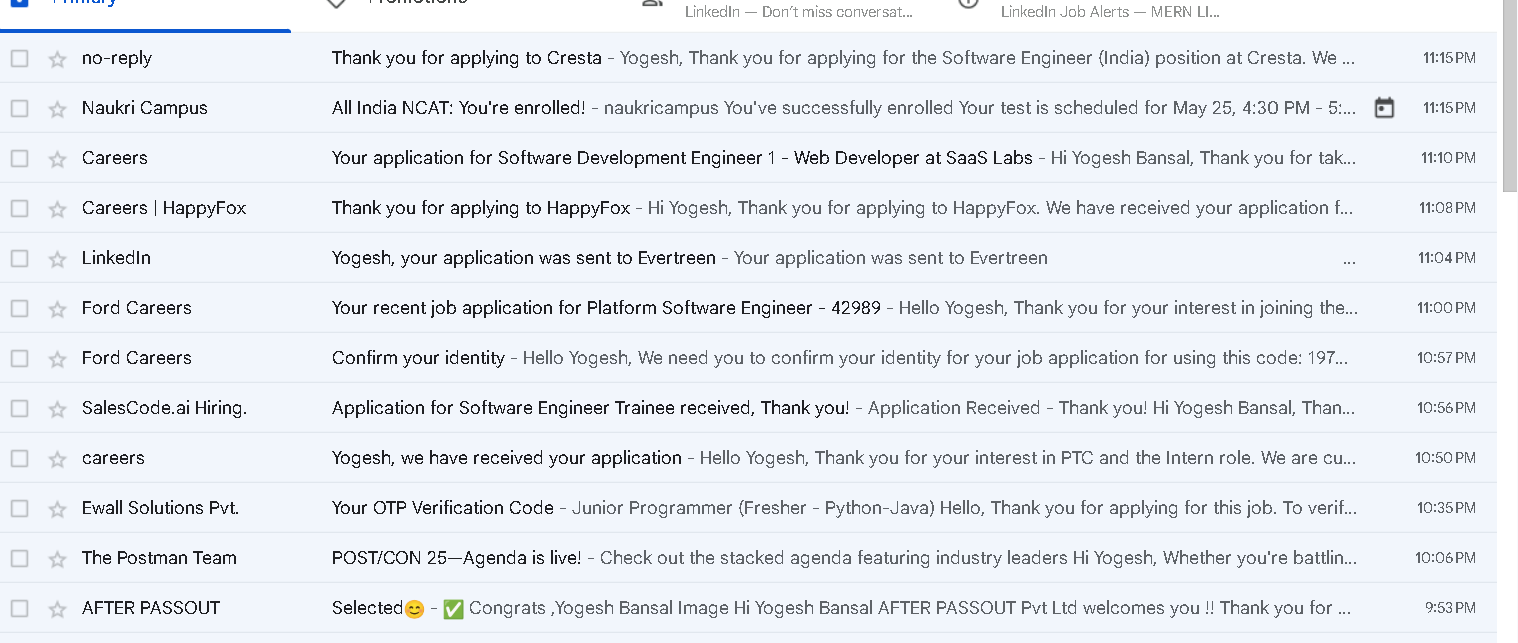 Primary
Promotions
LinkedIn — Don't miss conversat...
LinkedIn Job Alerts — MERN LI...
no-reply Thank you for applying to Cresta - Yogesh, Thank you for applying for the Software Engineer (India) position at Cresta. We ... 11:15 PM
Naukri Campus All India NCAT: You're enrolled! - naukricampus You've successfully enrolled Your test is scheduled for May 25, 4:30 PM - 5:... 11:15 PM
Careers Your application for Software Development Engineer 1 - Web Developer at SaaS Labs - Hi Yogesh Bansal, Thank you for tak... 11:10 PM
Careers | HappyFox Thank you for applying to HappyFox - Hi Yogesh, Thank you for applying to HappyFox. We have received your application f... 11:08 PM
LinkedIn Yogesh, your application was sent to Evertreen - Your application was sent to Evertreen ... 11:04 PM
Ford Careers Your recent job application for Platform Software Engineer - 42989 - Hello Yogesh, Thank you for your interest in joining the... 11:00 PM
Ford Careers Confirm your identity - Hello Yogesh, We need you to confirm your identity for your job application for using this code: 197... 10:57 PM
SalesCode.ai Hiring. Application for Software Engineer Trainee received, Thank you! - Application Received - Thank you! Hi Yogesh Bansal, Than... 10:56 PM
careers Yogesh, we have received your application - Hello Yogesh, Thank you for your interest in PTC and the Intern role. We are cu... 10:50 PM
Ewall Solutions Pvt. Your OTP Verification Code - Junior Programmer (Fresher - Python-Java) Hello, Thank you for applying for this job. To verif... 10:35 PM
The Postman Team POST/CON 25—Agenda is live! - Check out the stacked agenda featuring industry leaders Hi Yogesh, Whether you're battlin... 10:06 PM
AFTER PASSOUT Selected😊 - ✅ Congrats ,Yogesh Bansal Image Hi Yogesh Bansal AFTER PASSOUT Pvt Ltd welcomes you !! Thank you for ... 9:53 PM